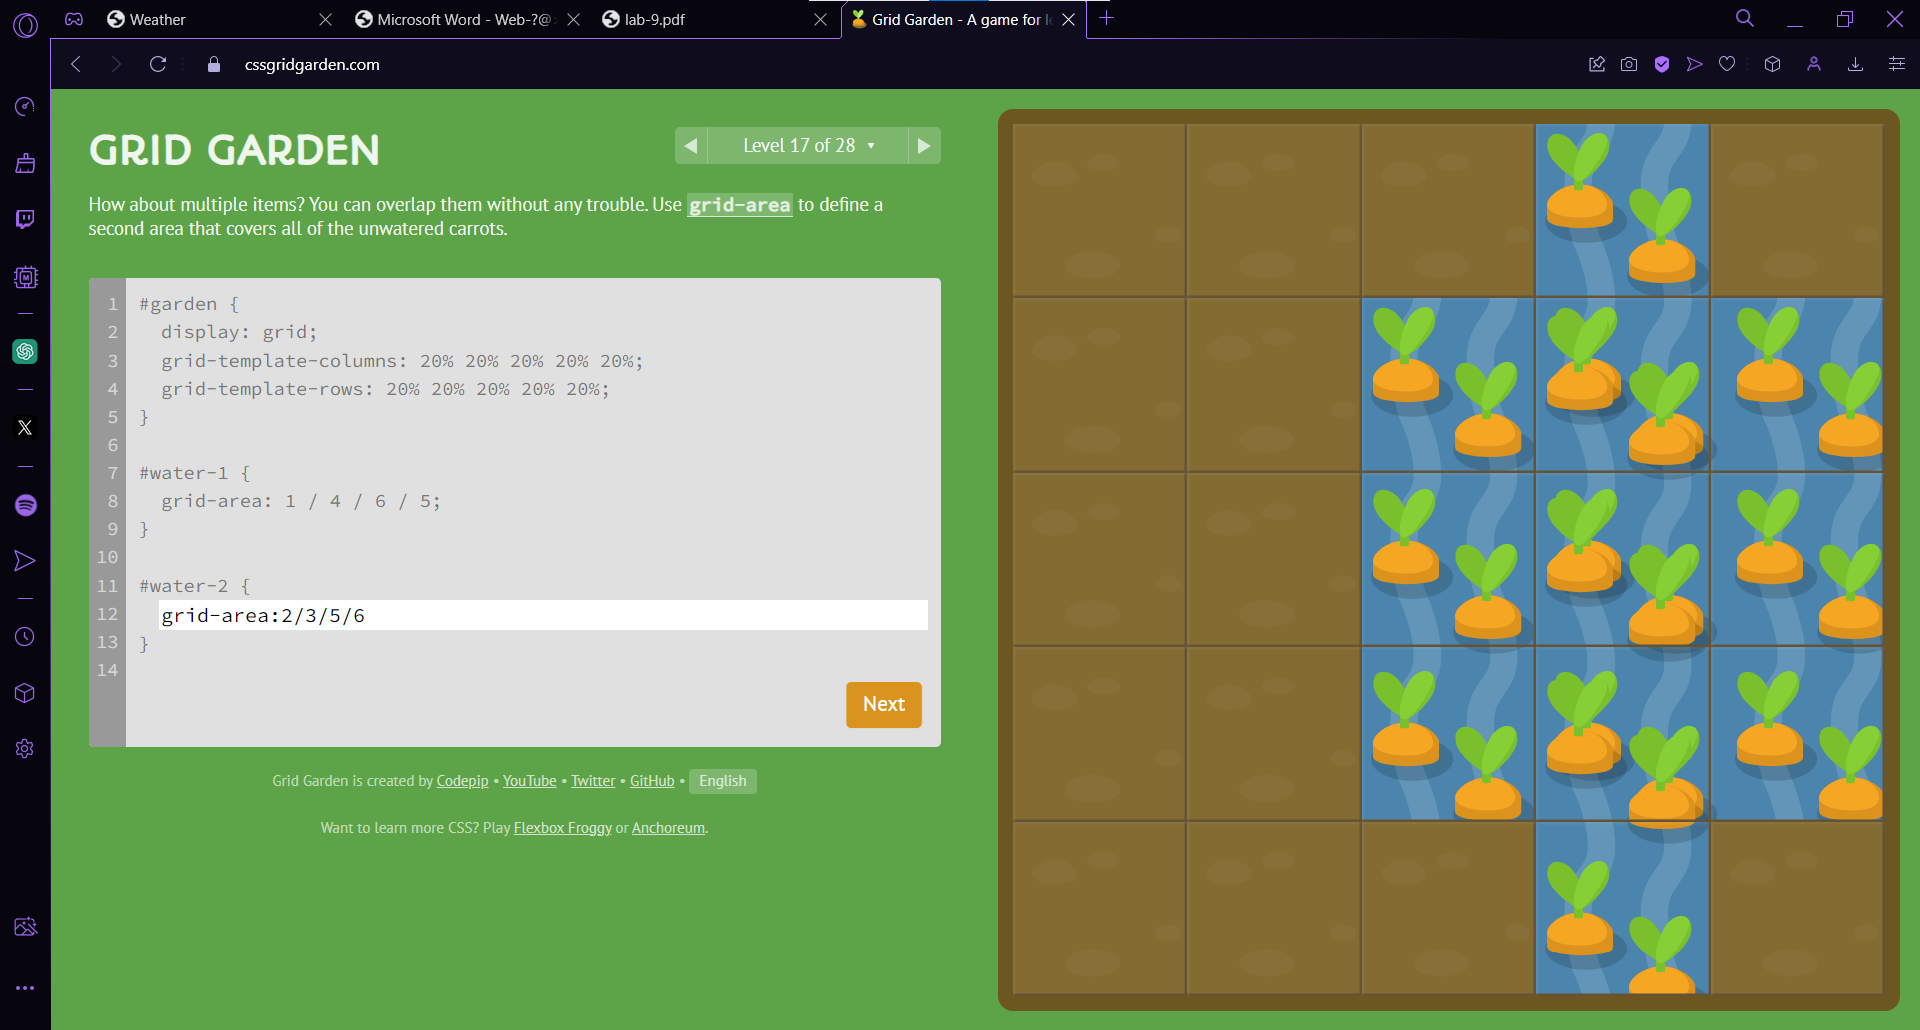 Weather
Microsoft Word - Web-?@
lab-9.pdf
Grid Garden - A game for l
cssgridgarden.com
GRID GARDEN
Level 17 of 28
How about multiple items? You can overlap them without any trouble. Use grid-area to define a
second area that covers all of the unwatered carrots.
1 #garden {
2 display: grid;
3 grid-template-columns: 20% 20% 20% 20% 20%;
4 grid-template-rows: 20% 20% 20% 20% 20%;
5 }
6
7 #water-1 {
8 grid-area: 1 / 4 / 6 / 5;
9 }
10
11 #water-2 {
12 grid-area:2/3/5/6
13 }
14
Next
Grid Garden is created by Codepip • YouTube • Twitter • GitHub • English
Want to learn more CSS? Play Flexbox Froggy or Anchoreum.